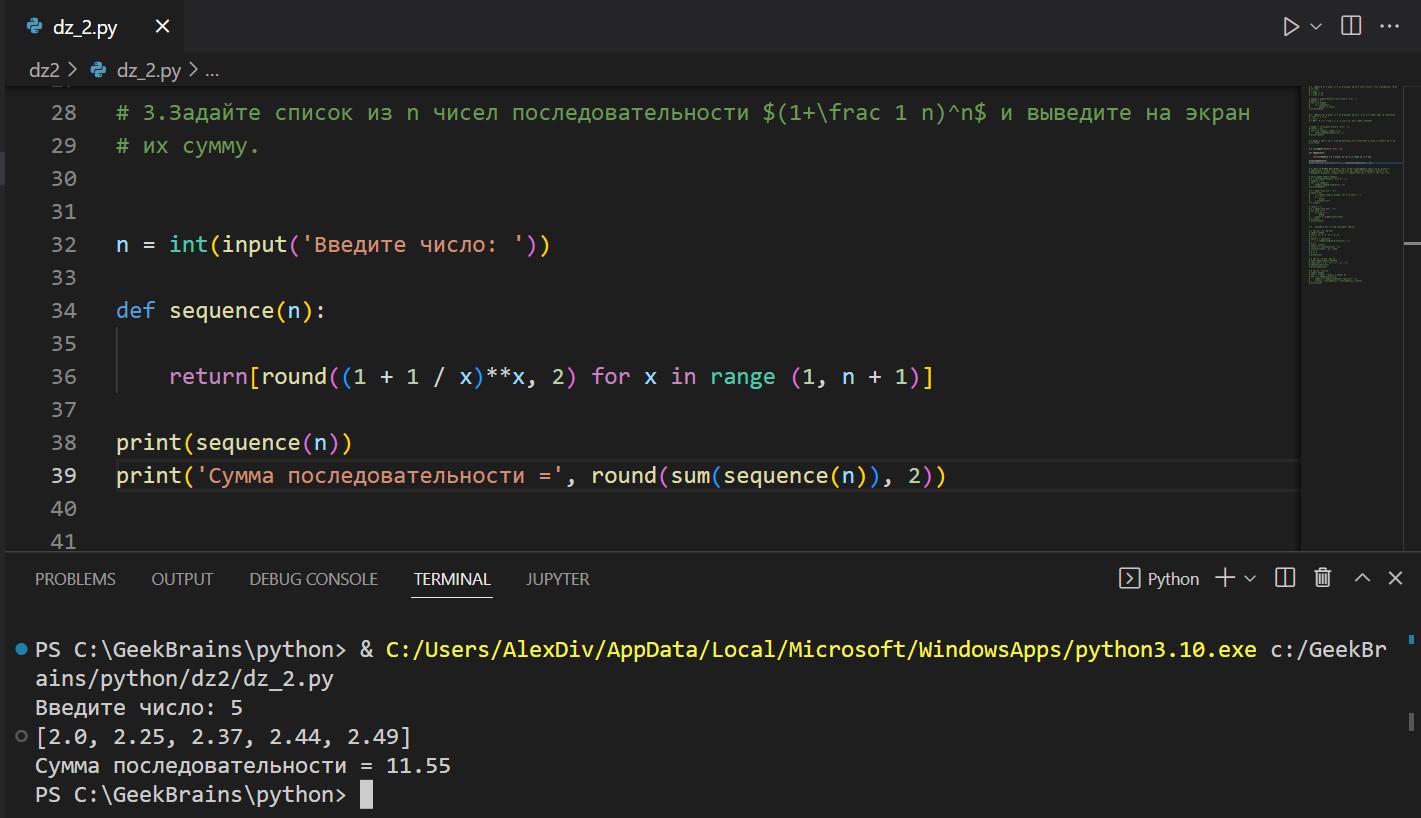 dz_2.py
dz2 > dz_2.py > ...
28 # 3.Задайте список из n чисел последовательности $(1+\frac 1 n)^n$ и выведите на экран
29 # их сумму.
30
31
32 n = int(input('Введите число: '))
33
34 def sequence(n):
35
36 return[round((1 + 1 / x)**x, 2) for x in range (1, n + 1)]
37
38 print(sequence(n))
39 print('Сумма последовательности =', round(sum(sequence(n)), 2))
40
41
PROBLEMS OUTPUT DEBUG CONSOLE TERMINAL JUPYTER Python
PS C:\GeekBrains\python> & C:/Users/AlexDiv/AppData/Local/Microsoft/WindowsApps/python3.10.exe c:/GeekBr
ains/python/dz2/dz_2.py
Введите число: 5
[2.0, 2.25, 2.37, 2.44, 2.49]
Сумма последовательности = 11.55
PS C:\GeekBrains\python>